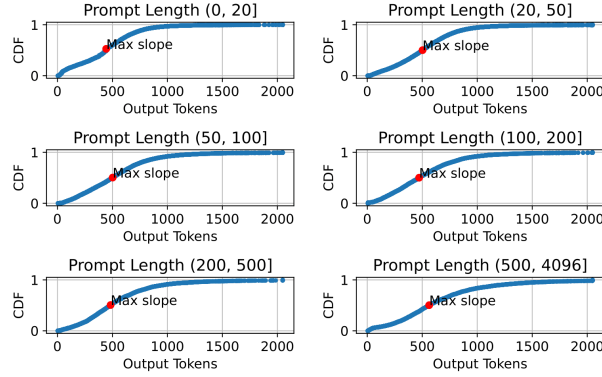 Prompt Length (0, 20]
1
Max slope
CDF
0
0 500 1000 1500 2000
Output Tokens
Prompt Length (20, 50]
1
Max slope
CDF
0
0 500 1000 1500 2000
Output Tokens
Prompt Length (50, 100]
1
Max slope
CDF
0
0 500 1000 1500 2000
Output Tokens
Prompt Length (100, 200]
1
Max slope
CDF
0
0 500 1000 1500 2000
Output Tokens
Prompt Length (200, 500]
1
Max slope
CDF
0
0 500 1000 1500 2000
Output Tokens
Prompt Length (500, 4096]
1
Max slope
CDF
0
0 500 1000 1500 2000
Output Tokens